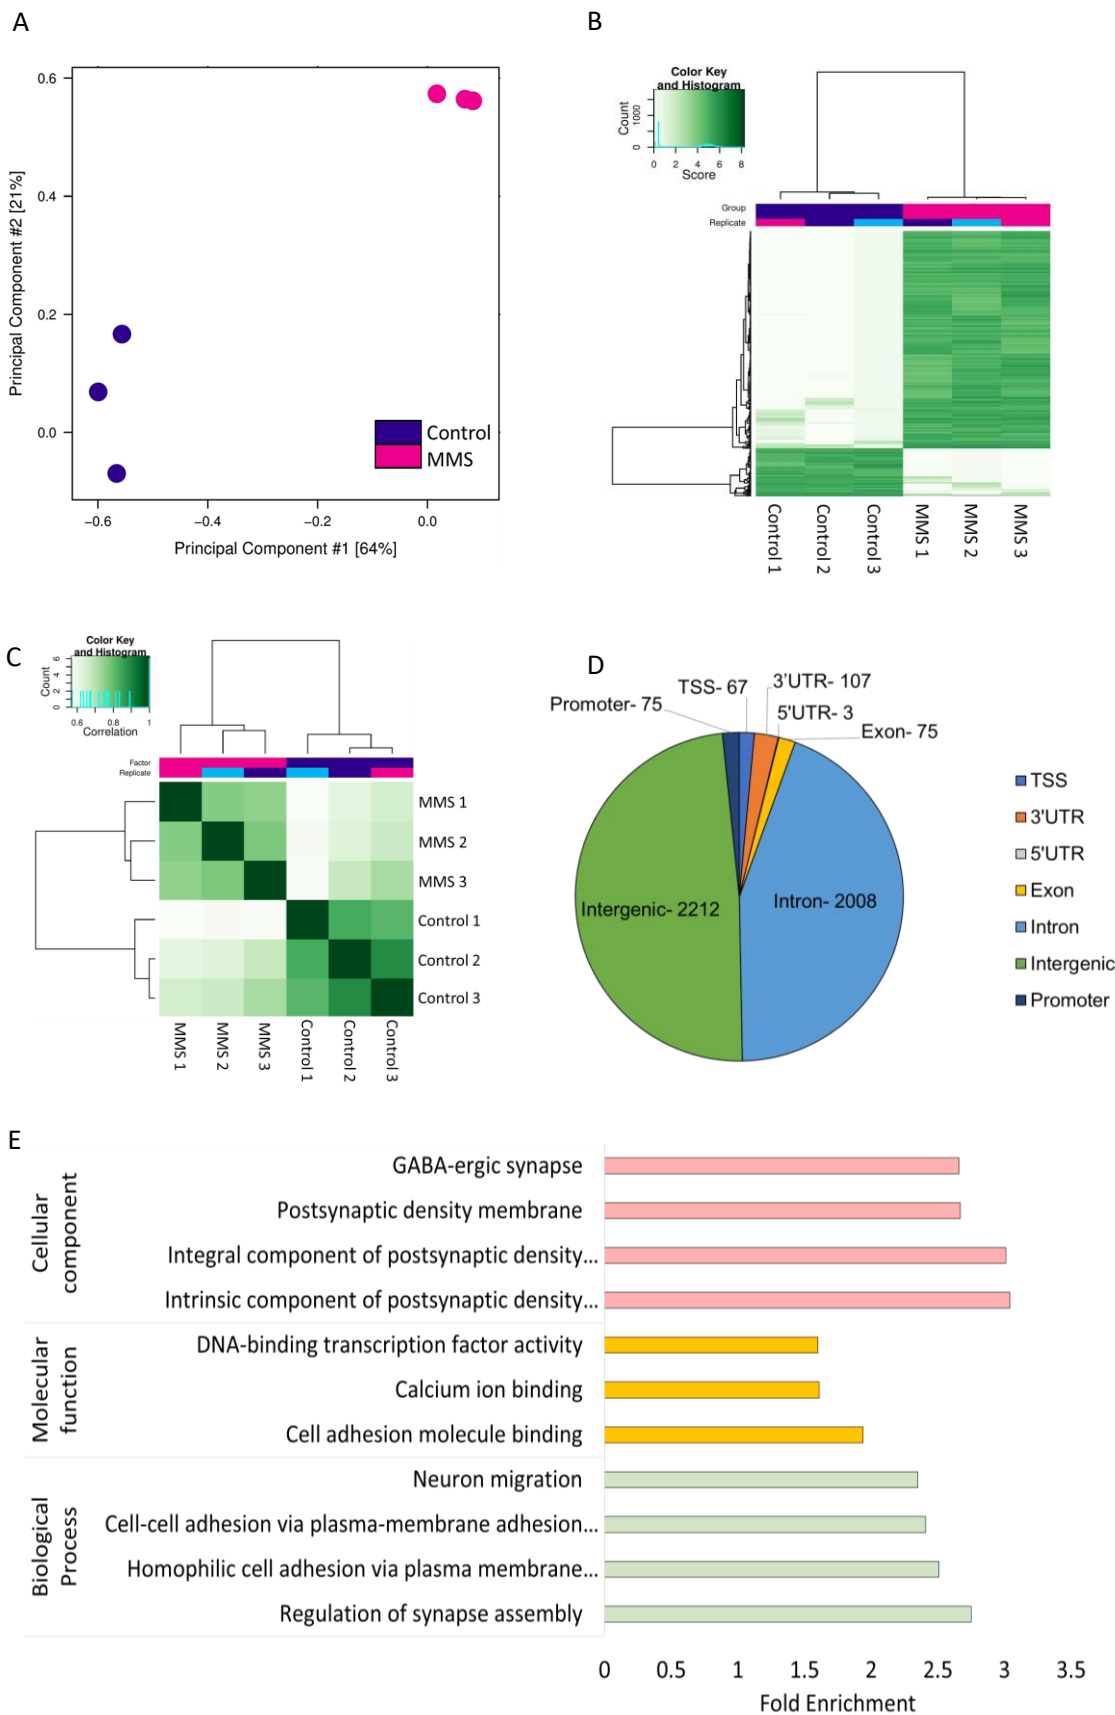 A
0.6
0.4
0.2
0.0
Principal Component #2 [21%]
−0.6
−0.4
−0.2
0.0
Principal Component #1 [64%]
Control
MMS
B
Color Key
and Histogram
Count
0
1000
0 2 4 6 8
Score
Group
Replicate
Control 1
Control 2
Control 3
MMS 1
MMS 2
MMS 3
C
Color Key
and Histogram
Count
0 2 4 6
0.6 0.8 1
Correlation
Factor
Replicate
MMS 1
MMS 2
MMS 3
Control 1
Control 2
Control 3
MMS 1
MMS 2
MMS 3
Control 1
Control 2
Control 3
D
Promoter- 75
TSS- 67
3'UTR- 107
5'UTR- 3
Exon- 75
Intergenic- 2212
Intron- 2008
TSS
3'UTR
5'UTR
Exon
Intron
Intergenic
Promoter
E
Cellular
component
GABA-ergic synapse
Postsynaptic density membrane
Integral component of postsynaptic density...
Intrinsic component of postsynaptic density...
Molecular
function
DNA-binding transcription factor activity
Calcium ion binding
Cell adhesion molecule binding
Biological
Process
Neuron migration
Cell-cell adhesion via plasma-membrane adhesion...
Homophilic cell adhesion via plasma membrane...
Regulation of synapse assembly
0 0.5 1 1.5 2 2.5 3 3.5
Fold Enrichment